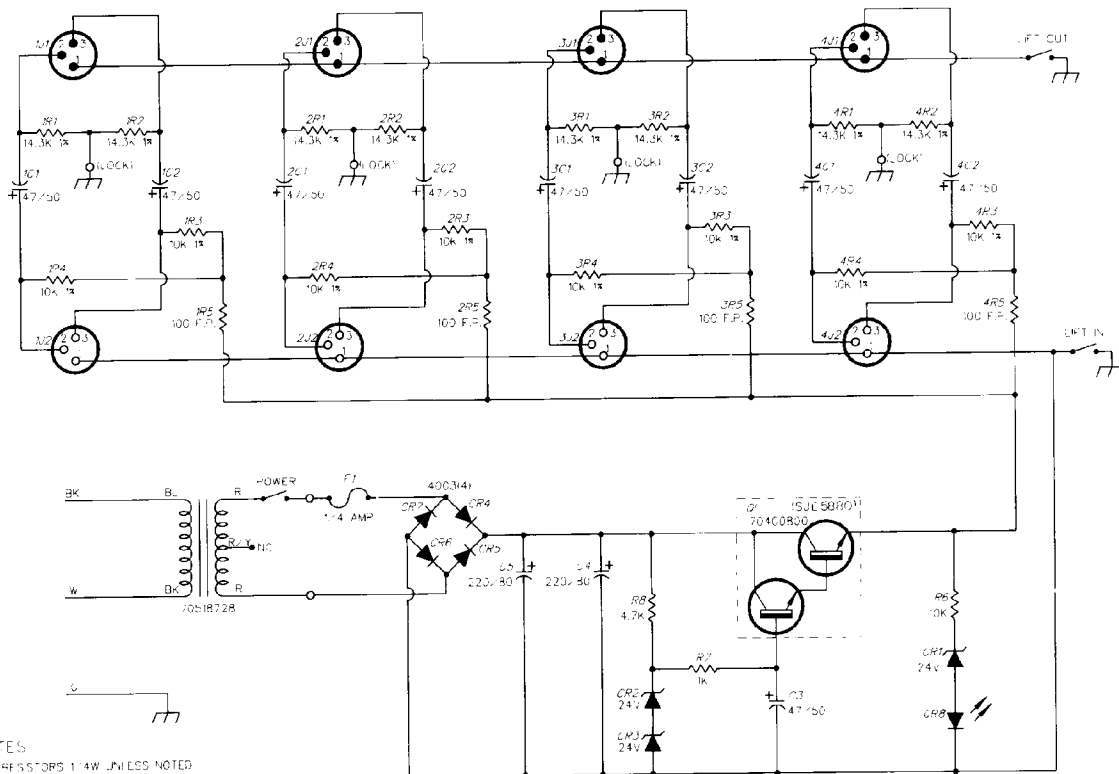 1J1 2 3 1
2J1 2 3 1
3J1 2 3 1
4J1 2 3 1
LIFT OUT
1R1 1R2
14.3K 1% 14.3K 1%
2R1 2R2
14.3K 1% 14.3K 1%
3R1 3R2
14.3K 1% 14.3K 1%
4R1 4R2
14.3K 1% 14.3K 1%
(LOCK)
(LOCK)
(LOCK)
(LOCK)
1C1 1C2
+ 47/50 + 47/50
2C1 2C2
+ 47/50 + 47/50
3C1 3C2
+ 47/50 + 47/50
4C1 4C2
+ 47/50 + 47/50
1R3
10K 1%
2R3
10K 1%
3R3
10K 1%
4R3
10K 1%
1R4
10K 1%
2R4
10K 1%
3R4
10K 1%
4R4
10K 1%
1R5
100 F.P.
2R5
100 F.P.
3R5
100 F.P.
4R5
100 F.P.
1J2 2 3 1
2J2 2 3 1
3J2 2 3 1
4J2 2 3 1
LIFT IN
BK BL R POWER F1
1/4 AMP
4003(4)
CR7 CR4
CR6 CR5
R/Y NC
W BK R
70518728
C5 +
220/80
C4 +
220/80
R8
4.7K
Q1 (SJE5880)
70400800
R7
1K
CR2
24V
CR3
24V
+ C3
47/50
R6
10K
CR1
24V
CR8
G
RESISTORS 1/4W UNLESS NOTED